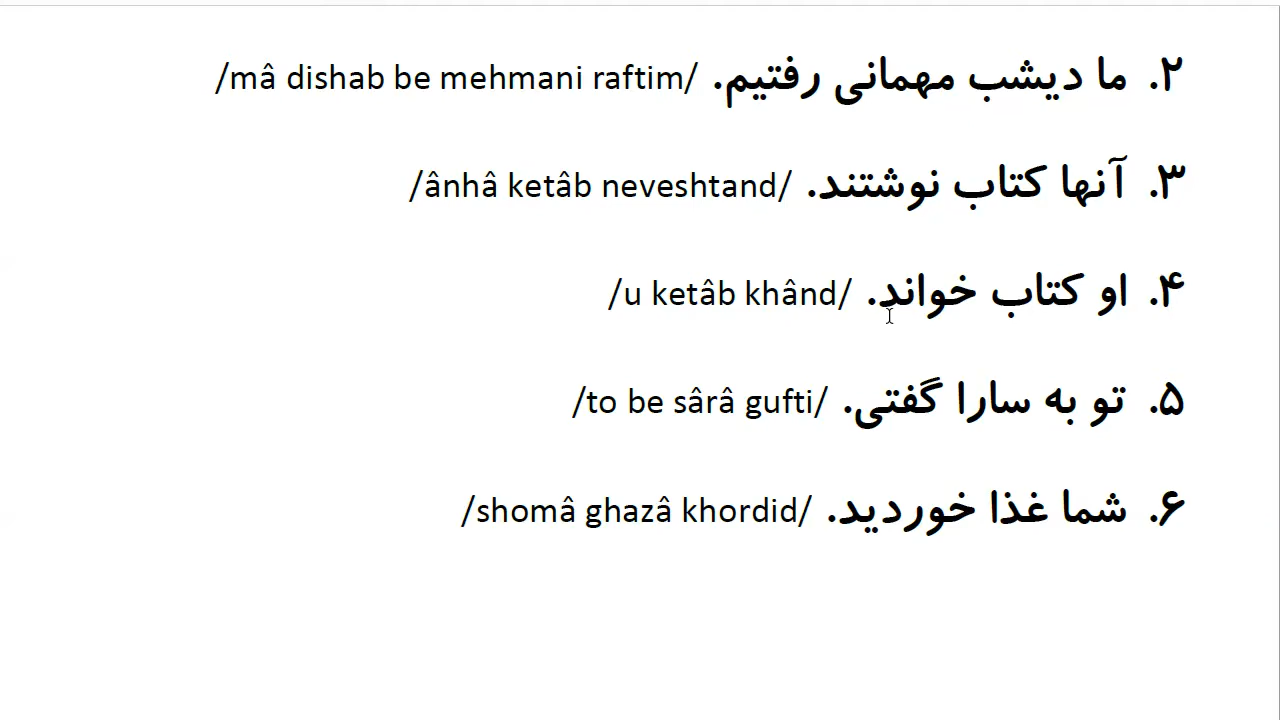 ۲. ما دیشب مهمانی رفتیم. /mâ dishab be mehmani raftim/
۳. آنها کتاب نوشتند. /ânhâ ketâb neveshtand/
۴. او کتاب خواند. /u ketâb khând/
۵. تو به سارا گفتی. /to be sârâ gufti/
۶. شما غذا خوردید. /shomâ ghazâ khordid/